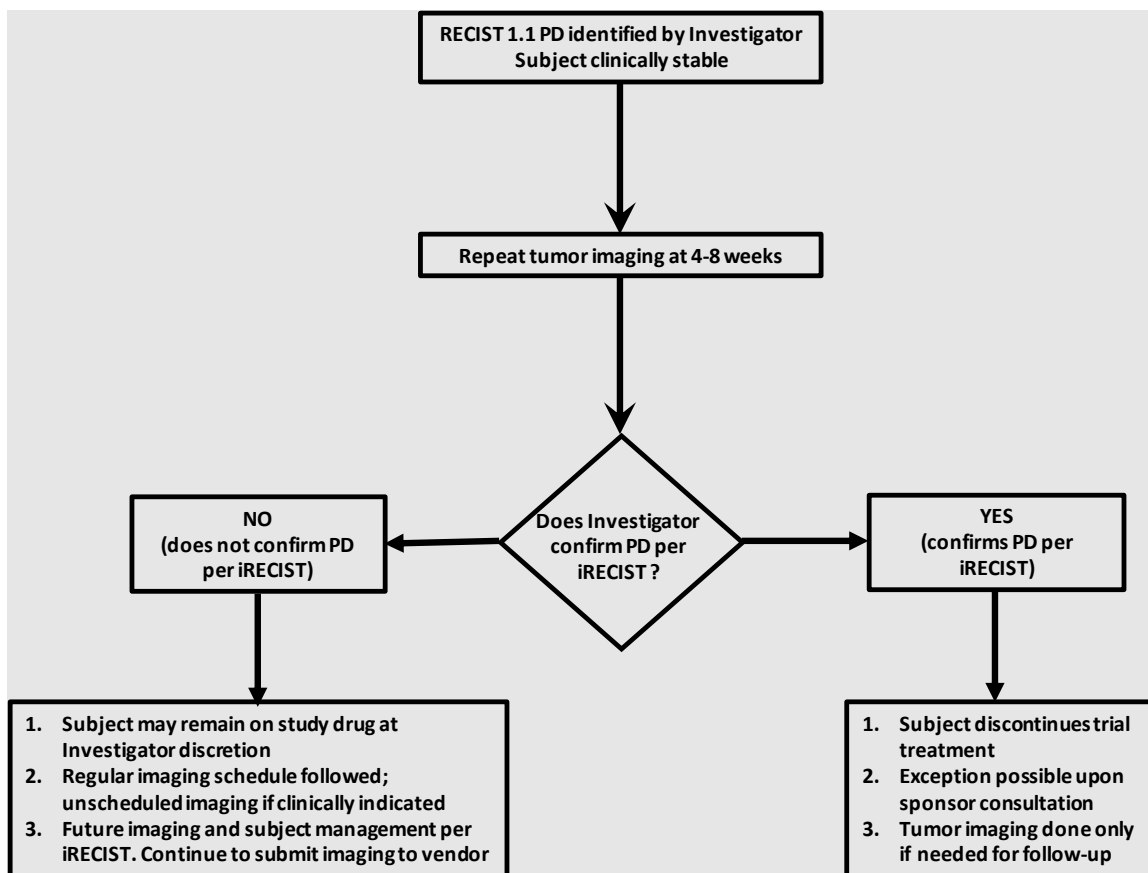 RECIST 1.1 PD identified by Investigator
Subject clinically stable
Repeat tumor imaging at 4-8 weeks
Does Investigator
confirm PD per
iRECIST ?
NO
(does not confirm PD
per iRECIST)
YES
(confirms PD per
iRECIST)
1. Subject may remain on study drug at
Investigator discretion
2. Regular imaging schedule followed;
unscheduled imaging if clinically indicated
3. Future imaging and subject management per
iRECIST. Continue to submit imaging to vendor
1. Subject discontinues trial
treatment
2. Exception possible upon
sponsor consultation
3. Tumor imaging done only
if needed for follow-up